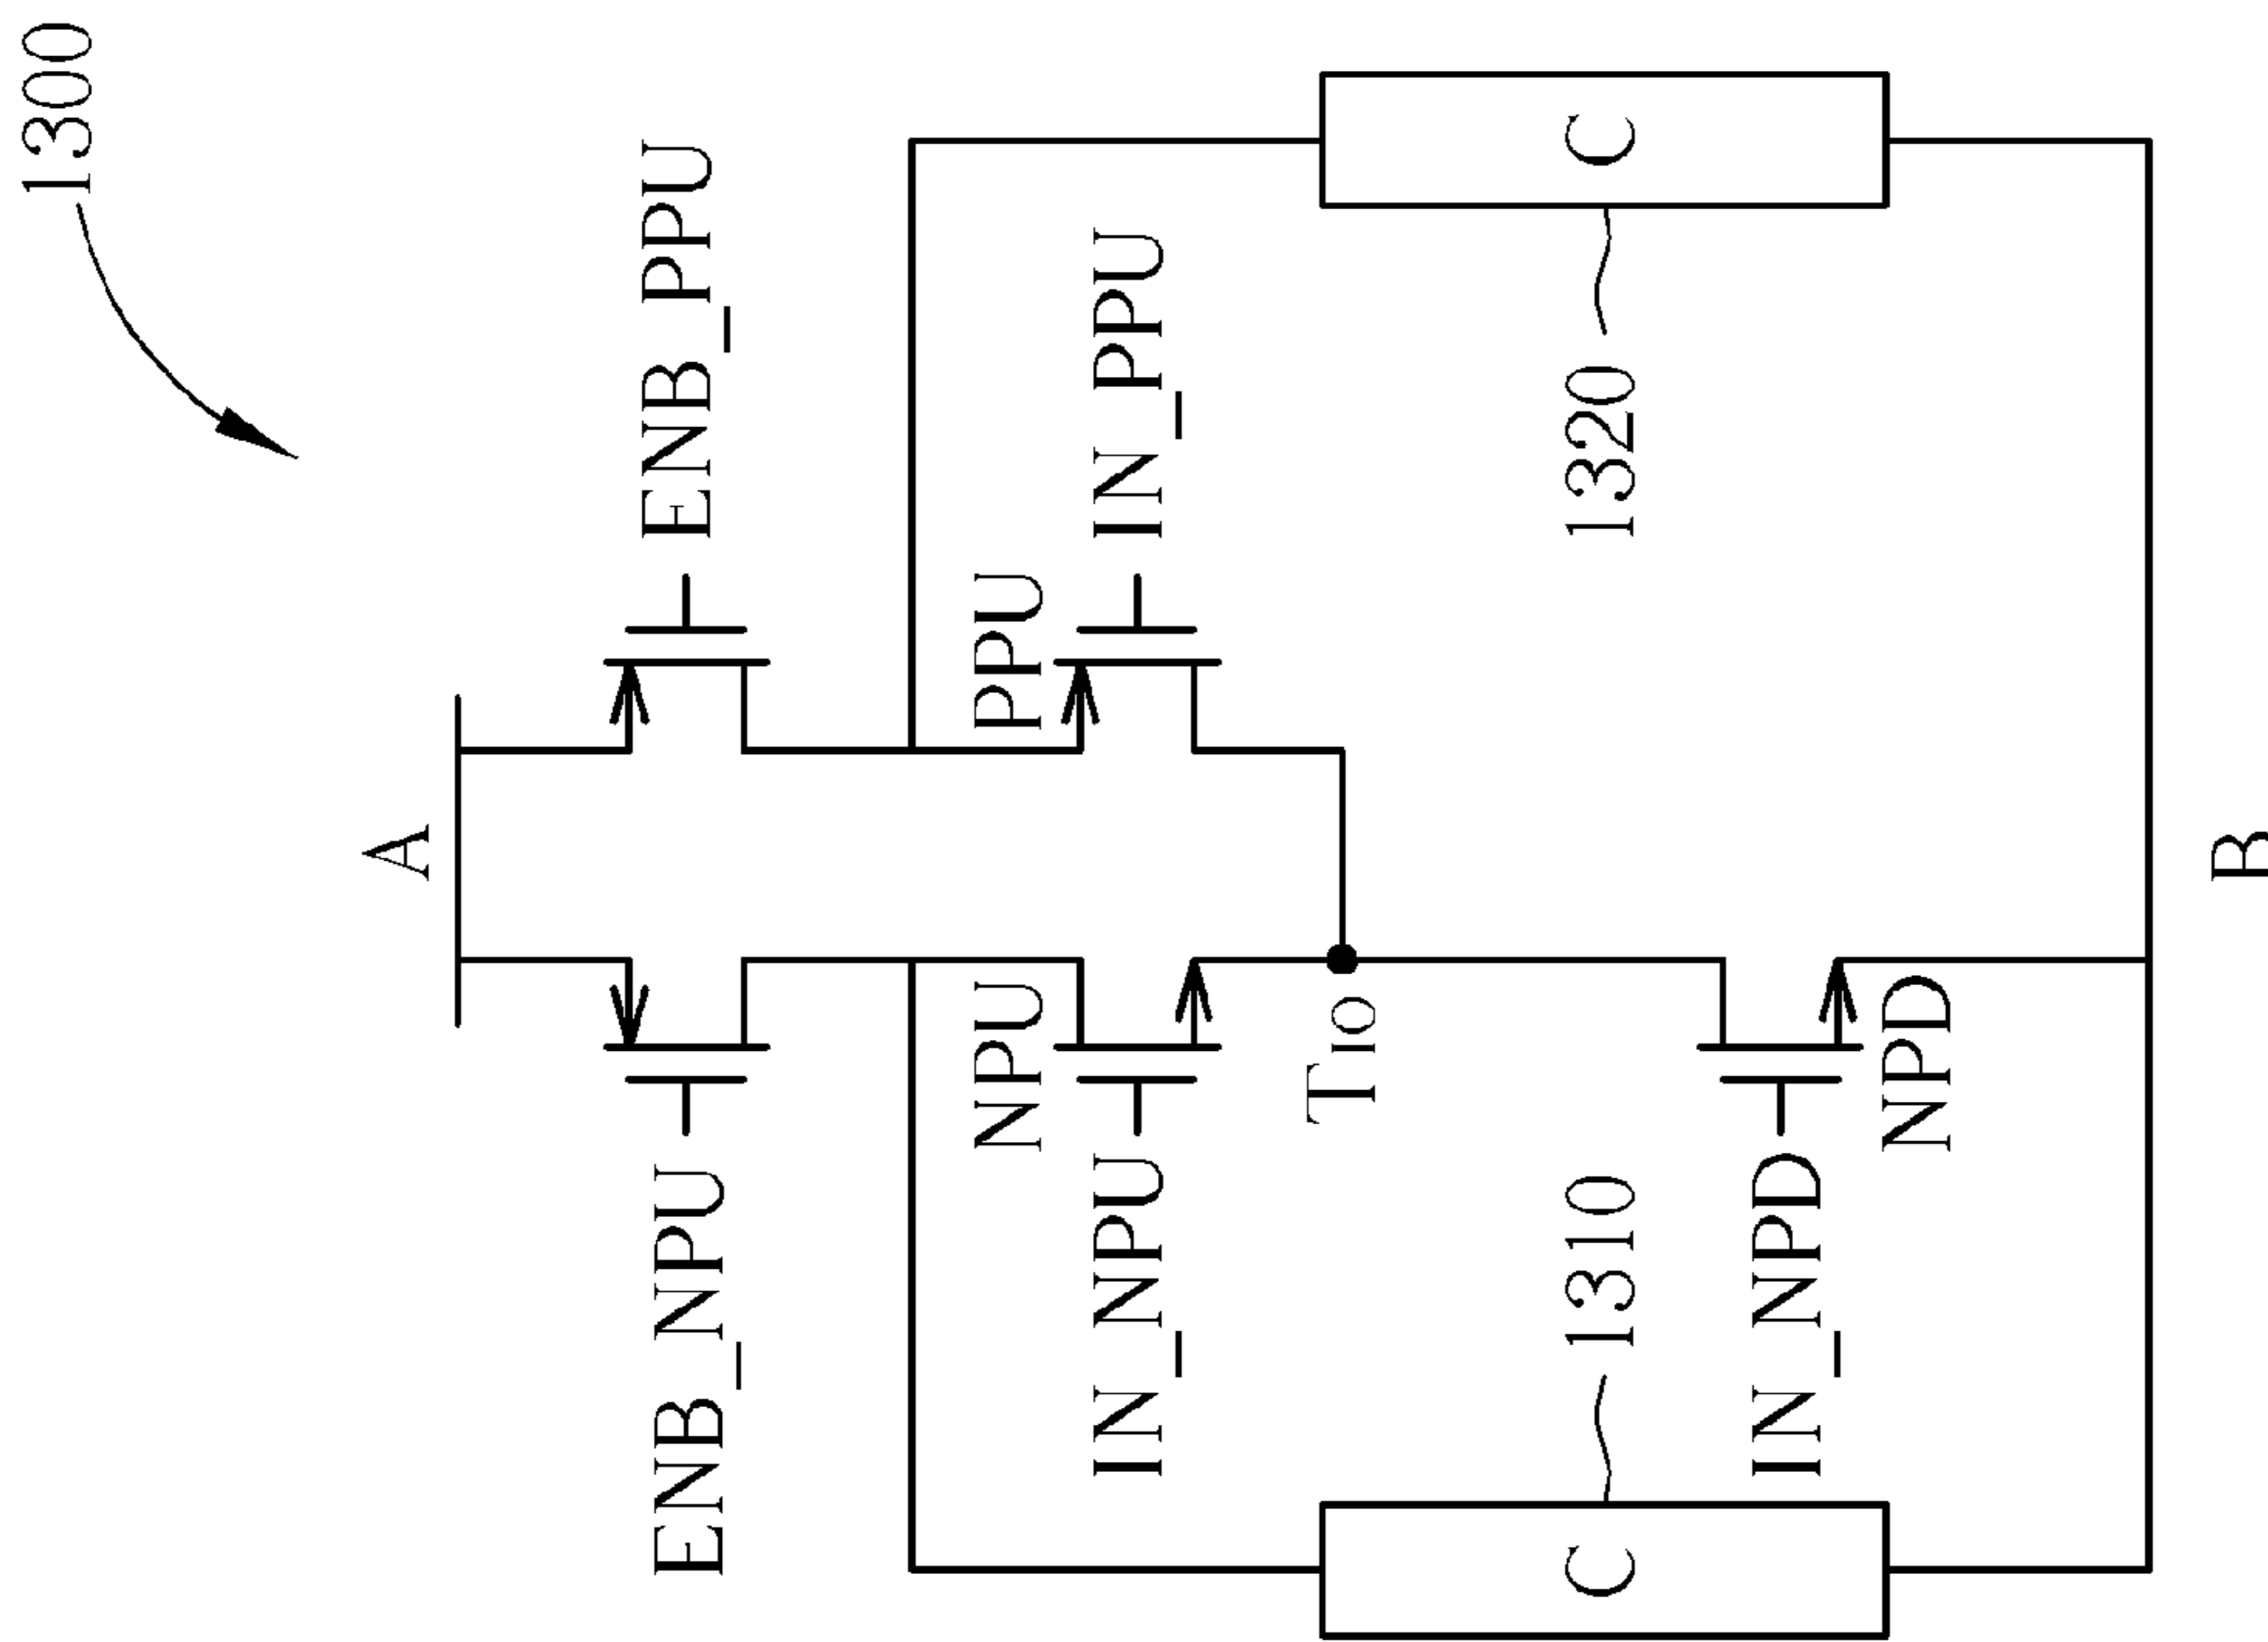 1300
A
ENB_NPU
ENB_PPU
NPU
PPU
IN_NPU
IN_PPU
TIO
C
1310
1320
C
IN_NPD
NPD
B